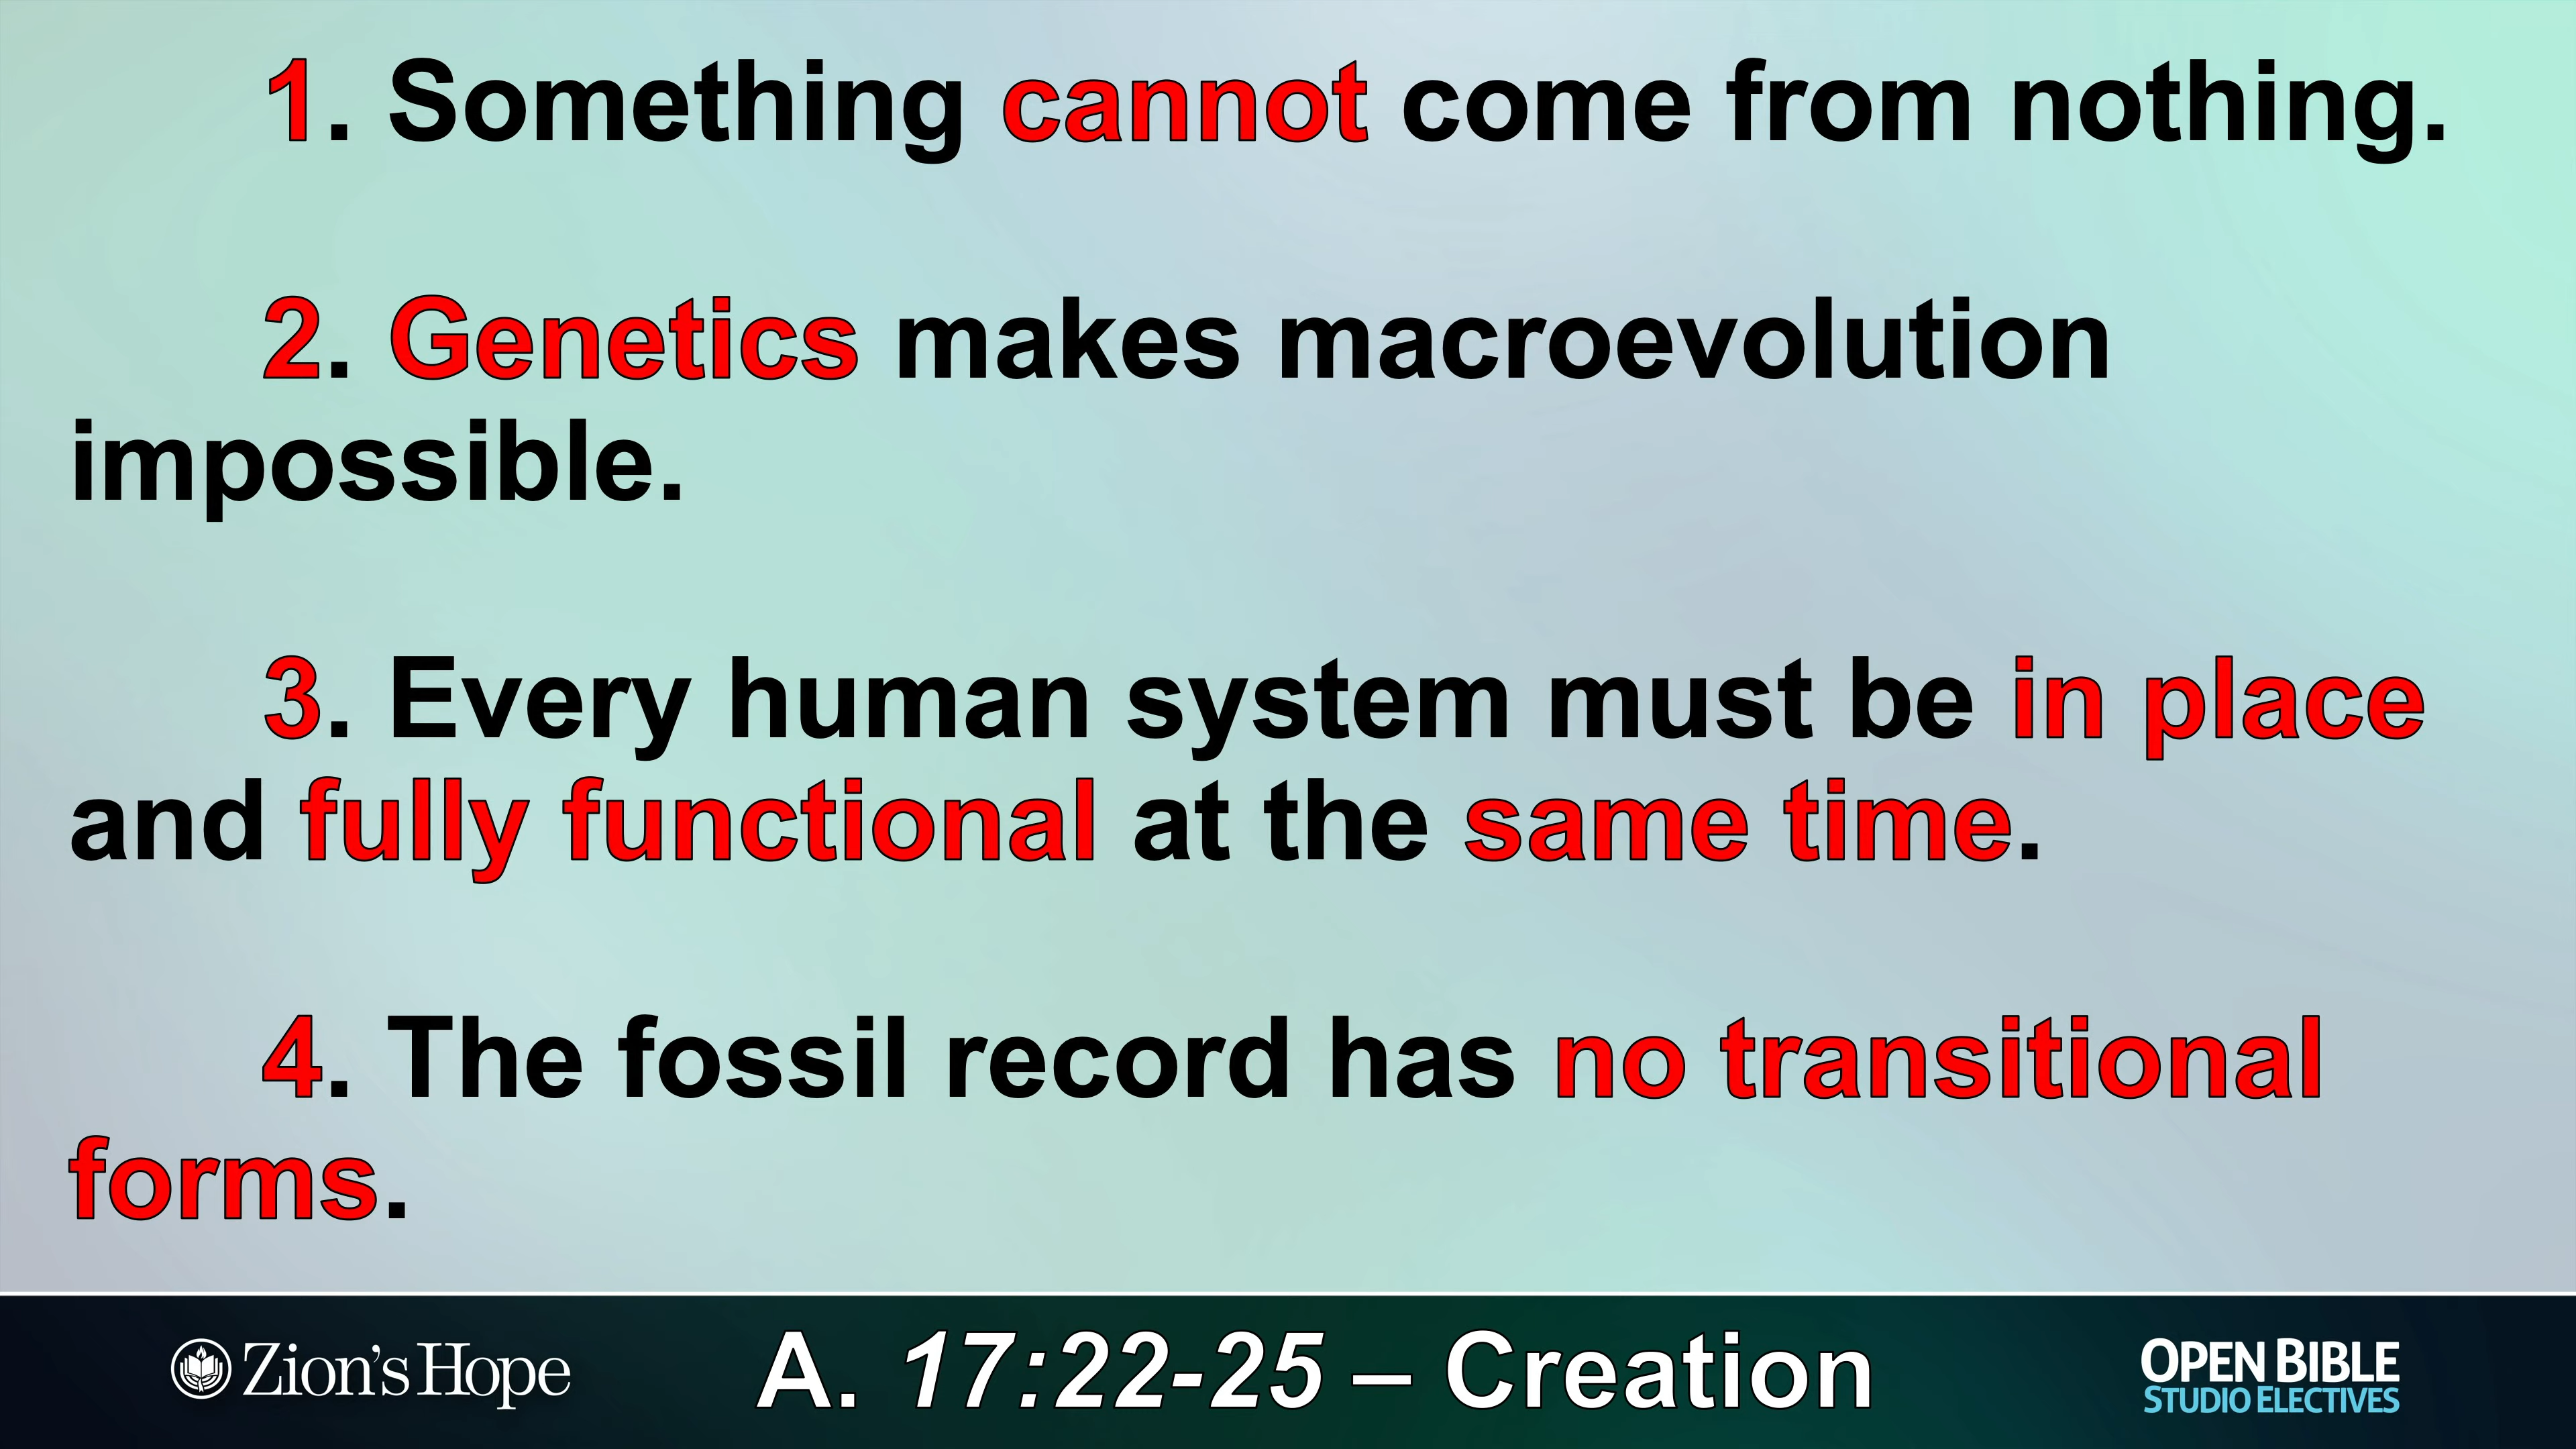 1. Something cannot come from nothing.
2. Genetics makes macroevolution
impossible.
3. Every human system must be in place
and fully functional at the same time.
4. The fossil record has no transitional
forms.
Zion's Hope
A. 17:22-25 – Creation
OPEN BIBLE
STUDIO ELECTIVES